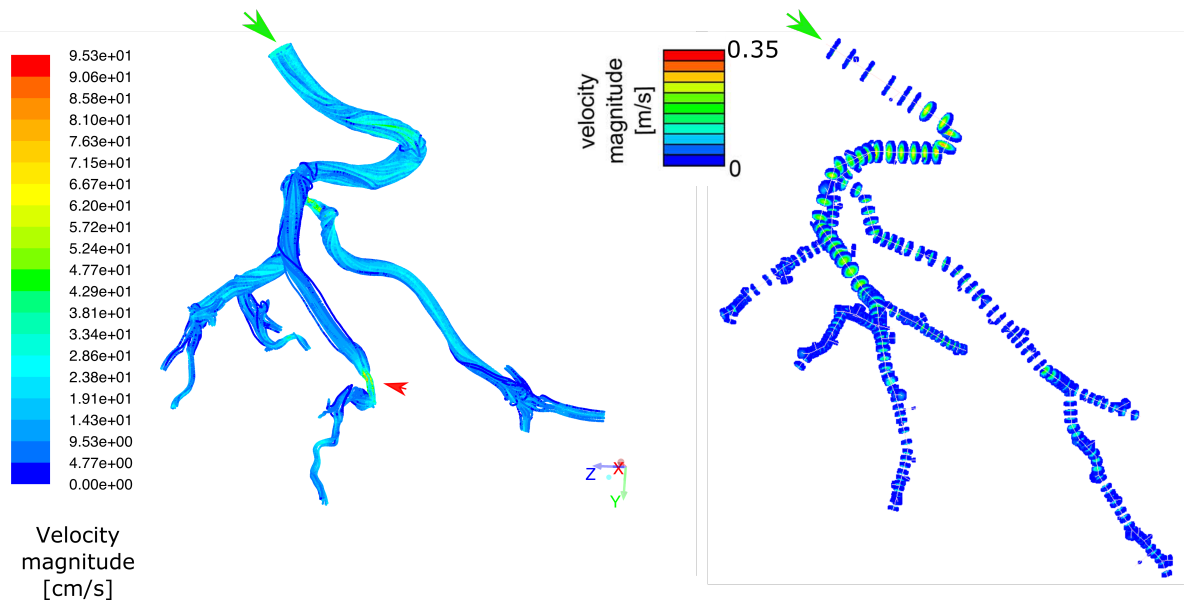 9.53e+01
9.06e+01
8.58e+01
8.10e+01
7.63e+01
7.15e+01
6.67e+01
6.20e+01
5.72e+01
5.24e+01
4.77e+01
4.29e+01
3.81e+01
3.34e+01
2.86e+01
2.38e+01
1.91e+01
1.43e+01
9.53e+00
4.77e+00
0.00e+00
Velocity
magnitude
[cm/s]
Z
X
Y
velocity
magnitude
[m/s]
0.35
0